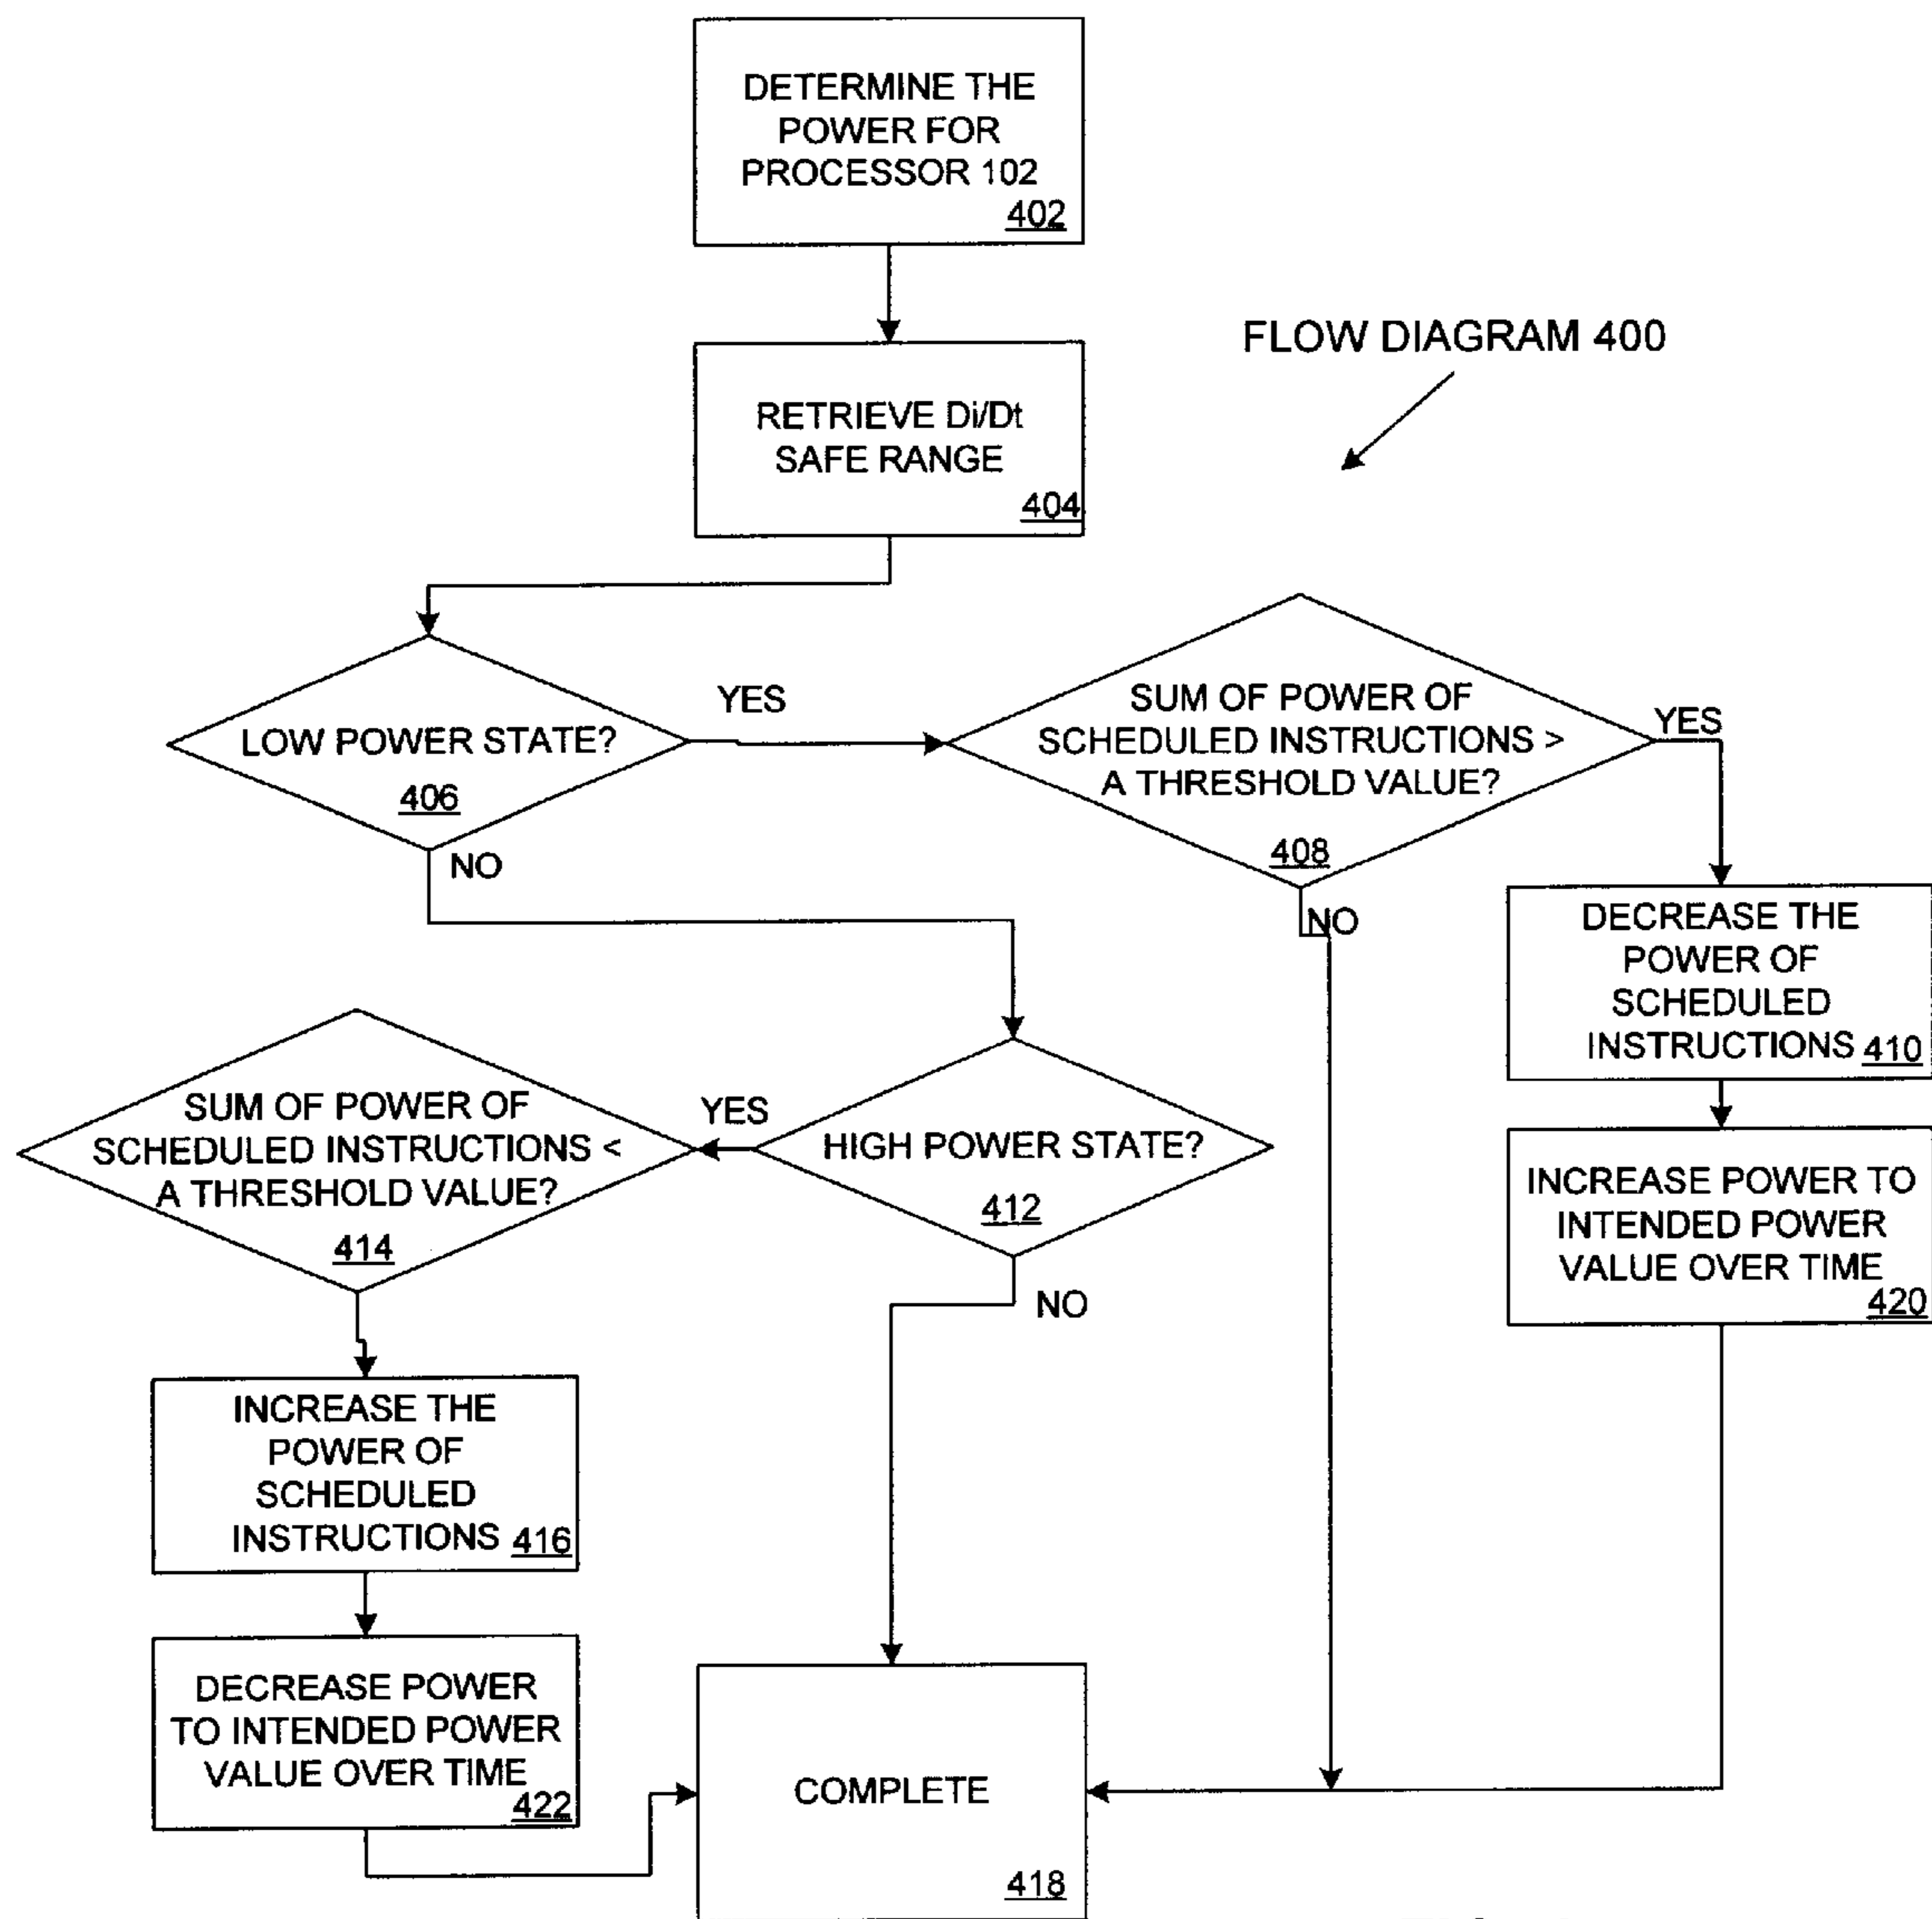 DETERMINE THE
POWER FOR
PROCESSOR 102
402
FLOW DIAGRAM 400
RETRIEVE Di/Dt
SAFE RANGE
404
LOW POWER STATE?
406
YES
NO
SUM OF POWER OF
SCHEDULED INSTRUCTIONS >
A THRESHOLD VALUE?
408
YES
NO
DECREASE THE
POWER OF
SCHEDULED
INSTRUCTIONS 410
INCREASE POWER TO
INTENDED POWER
VALUE OVER TIME
420
HIGH POWER STATE?
412
YES
NO
SUM OF POWER OF
SCHEDULED INSTRUCTIONS <
A THRESHOLD VALUE?
414
INCREASE THE
POWER OF
SCHEDULED
INSTRUCTIONS 416
DECREASE POWER
TO INTENDED POWER
VALUE OVER TIME
422
COMPLETE
418